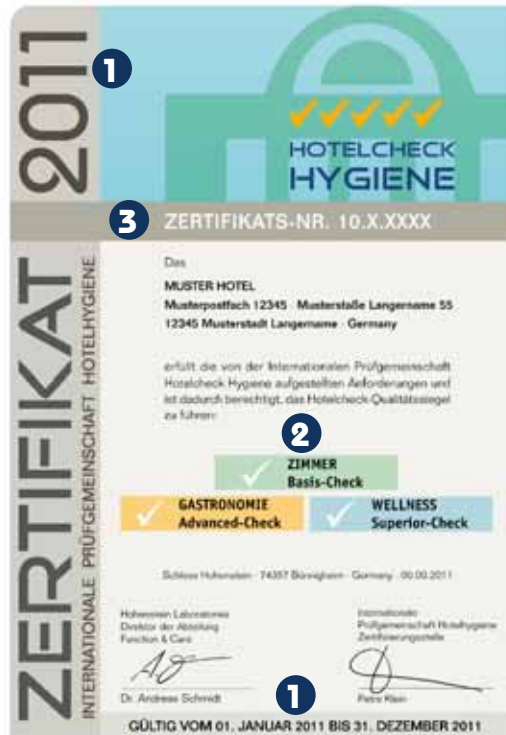 2011
1
HOTELCHECK
HYGIENE
3
ZERTIFIKATS-NR. 10.X.XXXX
ZERTIFIKAT
INTERNATIONALE PRÜFGEMEINSCHAFT HOTELHYGIENE
Das
MUSTER HOTEL
Musterpostfach 12345 · Musterstaße Langername 55
12345 Musterstadt Langername · Germany
erfüllt die von der Internationalen Prüfgemeinschaft
Hotelcheck Hygiene aufgestellten Anforderungen und
ist dadurch berechtigt, das Hotelcheck-Qualitätssiegel
zu führen:
2
ZIMMER
Basis-Check
GASTRONOMIE
Advanced-Check
WELLNESS
Superior-Check
Schloss Hohenstein · 74357 Bönnigheim · Germany · 00.00.2011
Hohenstein Laboratories
Direktor der Abteilung
Function & Care
Internationale
Prüfgemeinschaft Hotelhygiene
Zertifizierungsstelle
Dr. Andreas Schmidt
Petra Klein
1
GÜLTIG VOM 01. JANUAR 2011 BIS 31. DEZEMBER 2011